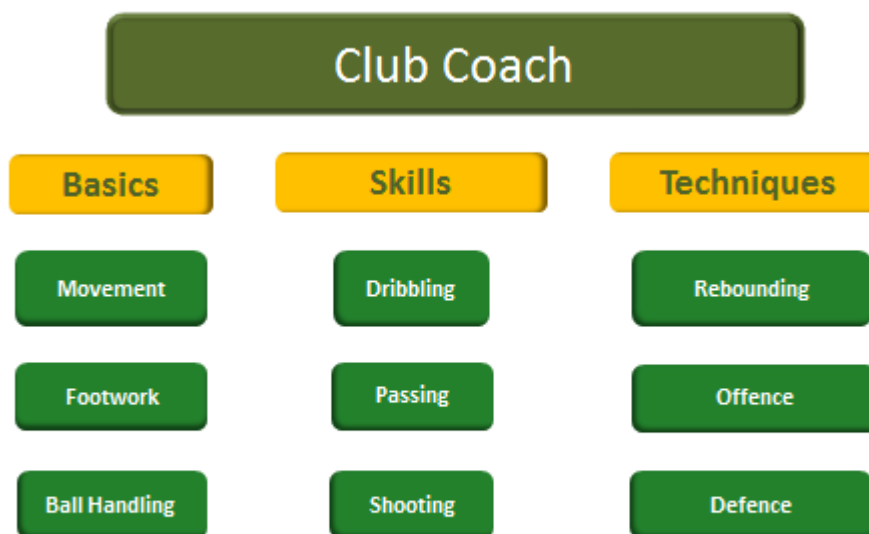 Club Coach
Basics
Skills
Techniques
Movement
Dribbling
Rebounding
Footwork
Passing
Offence
Ball Handling
Shooting
Defence